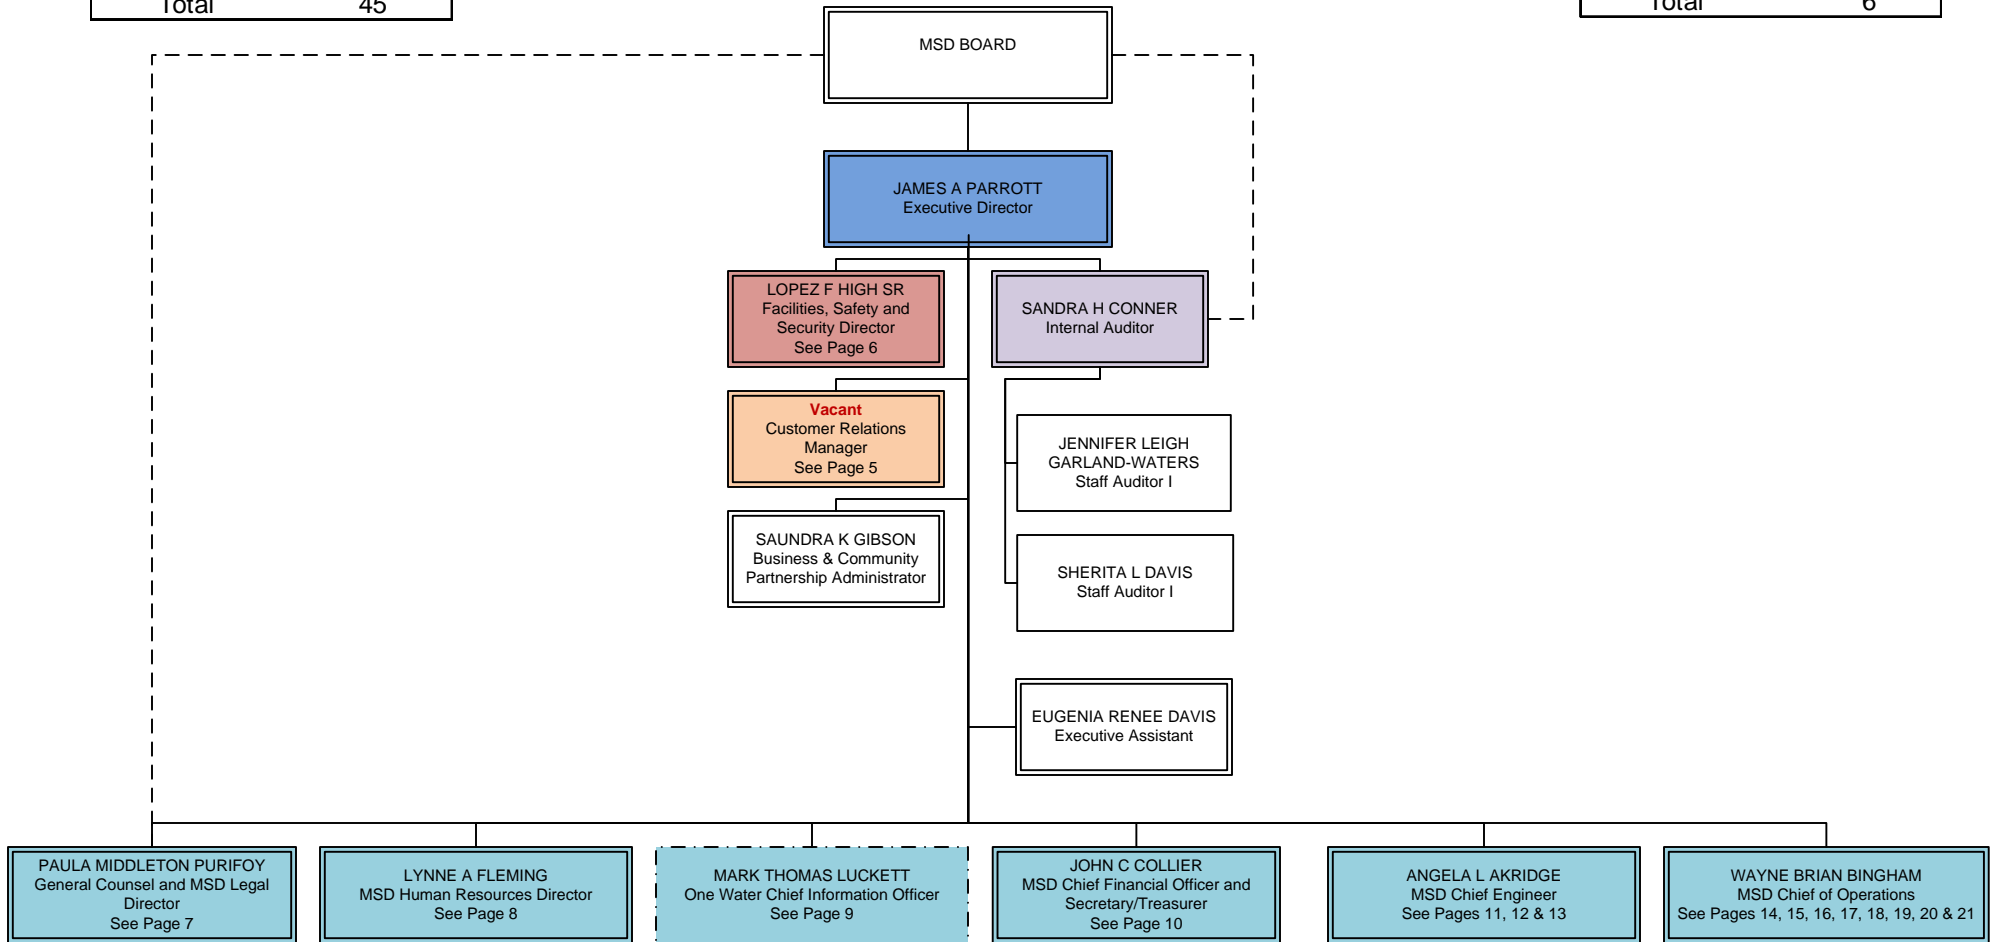 Total 45
Total 6
MSD BOARD
JAMES A PARROTT
Executive Director
LOPEZ F HIGH SR
Facilities, Safety and
Security Director
See Page 6
SANDRA H CONNER
Internal Auditor
Vacant
Customer Relations
Manager
See Page 5
JENNIFER LEIGH
GARLAND-WATERS
Staff Auditor I
SAUNDRA K GIBSON
Business & Community
Partnership Administrator
SHERITA L DAVIS
Staff Auditor I
EUGENIA RENEE DAVIS
Executive Assistant
PAULA MIDDLETON PURIFOY
General Counsel and MSD Legal
Director
See Page 7
LYNNE A FLEMING
MSD Human Resources Director
See Page 8
MARK THOMAS LUCKETT
One Water Chief Information Officer
See Page 9
JOHN C COLLIER
MSD Chief Financial Officer and
Secretary/Treasurer
See Page 10
ANGELA L AKRIDGE
MSD Chief Engineer
See Pages 11, 12 & 13
WAYNE BRIAN BINGHAM
MSD Chief of Operations
See Pages 14, 15, 16, 17, 18, 19, 20 & 21